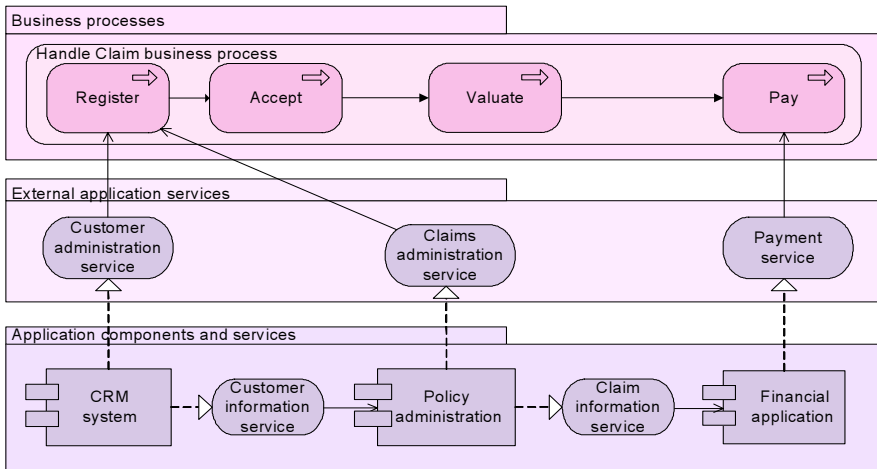 Business processes
Handle Claim business process
Register
Accept
Valuate
Pay
External application services
Customer
administration
service
Claims
administration
service
Payment
service
Application components and services
CRM
system
Customer
information
service
Policy
administration
Claim
information
service
Financial
application